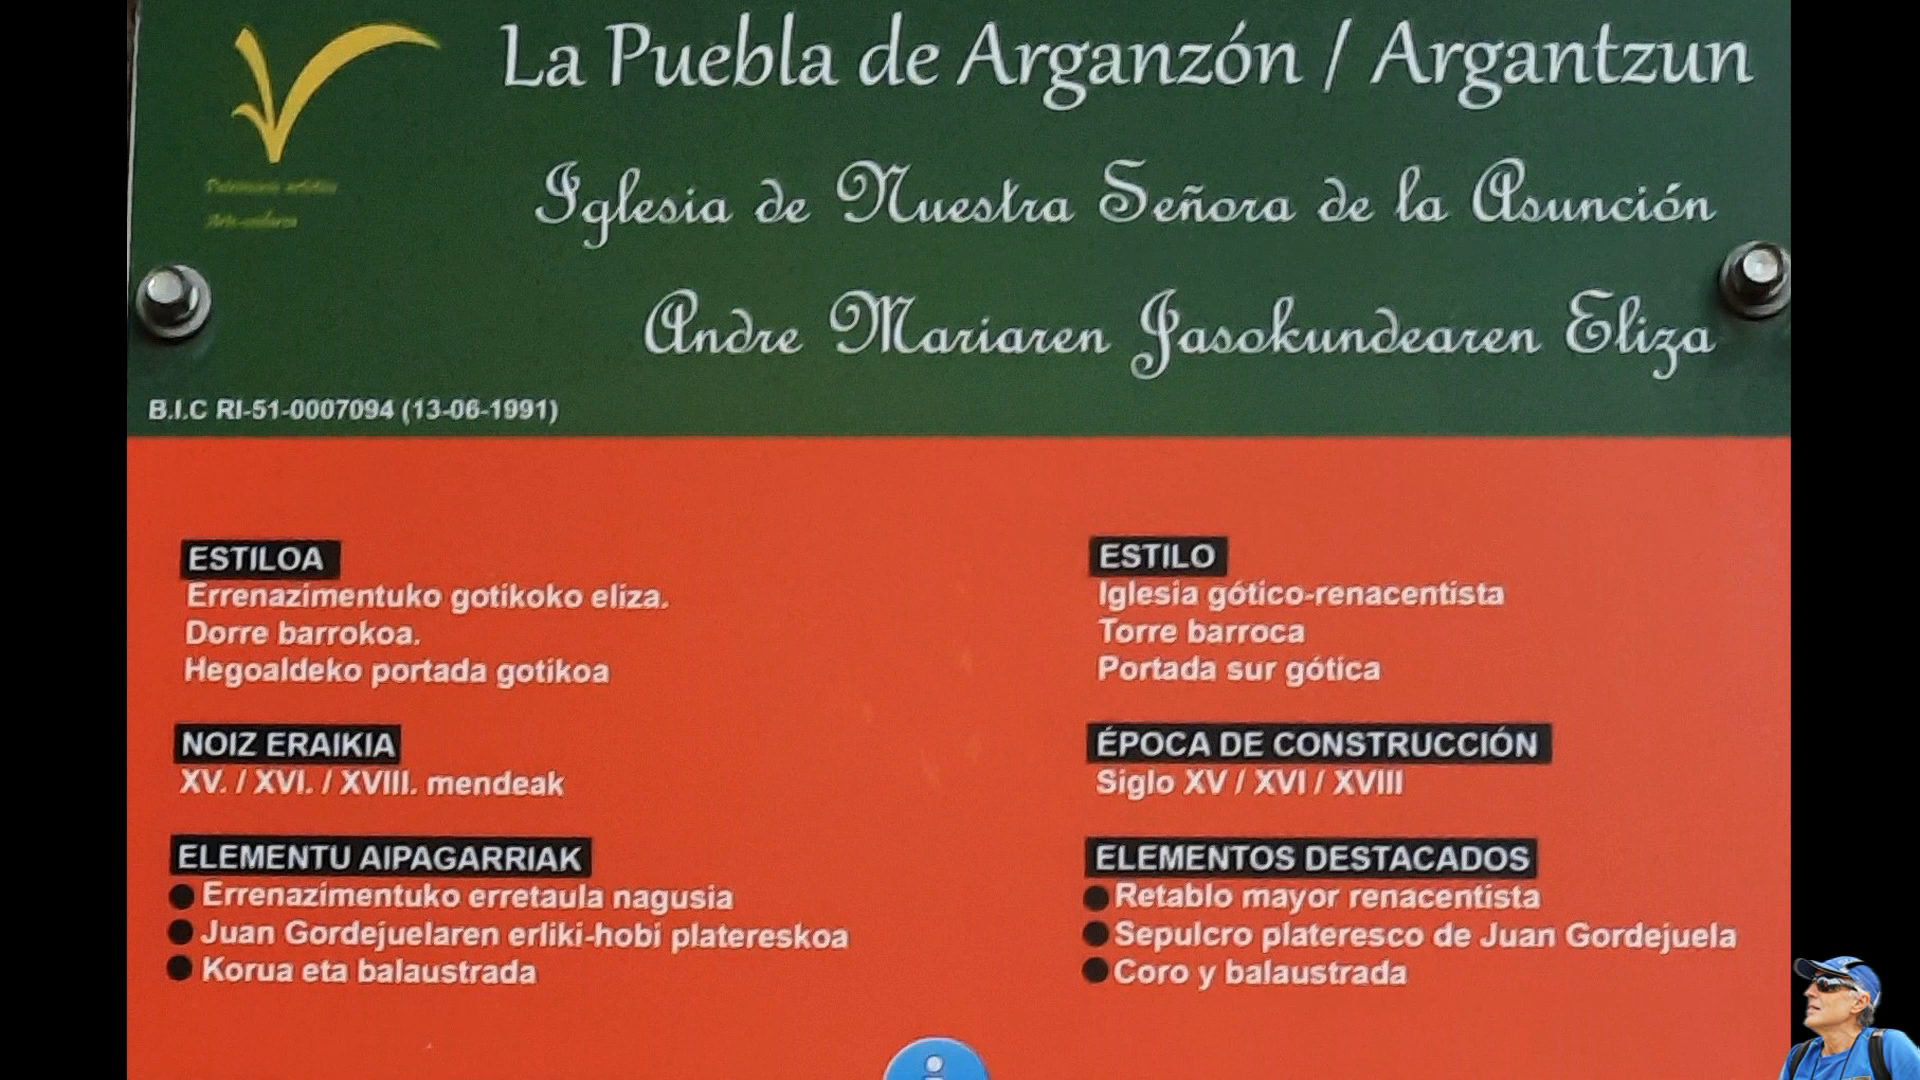 La Puebla de Arganzón / Argantzun
Iglesia de Nuestra Señora de la Asunción
Andre Mariaren Jasokundearen Eliza
B.I.C RI-51-0007094 (13-06-1991)
ESTILOA
Errenazimentuko gotikoko eliza.
Dorre barrokoa.
Hegoaldeko portada gotikoa
NOIZ ERAIKIA
XV. / XVI. / XVIII. mendeak
ELEMENTU AIPAGARRIAK
Errenazimentuko erretaula nagusia
Juan Gordejuelaren erliki-hobi platereskoa
Korua eta balaustrada
ESTILO
Iglesia gótico-renacentista
Torre barroca
Portada sur gótica
ÉPOCA DE CONSTRUCCIÓN
Siglo XV / XVI / XVIII
ELEMENTOS DESTACADOS
Retablo mayor renacentista
Sepulcro plateresco de Juan Gordejuela
Coro y balaustrada